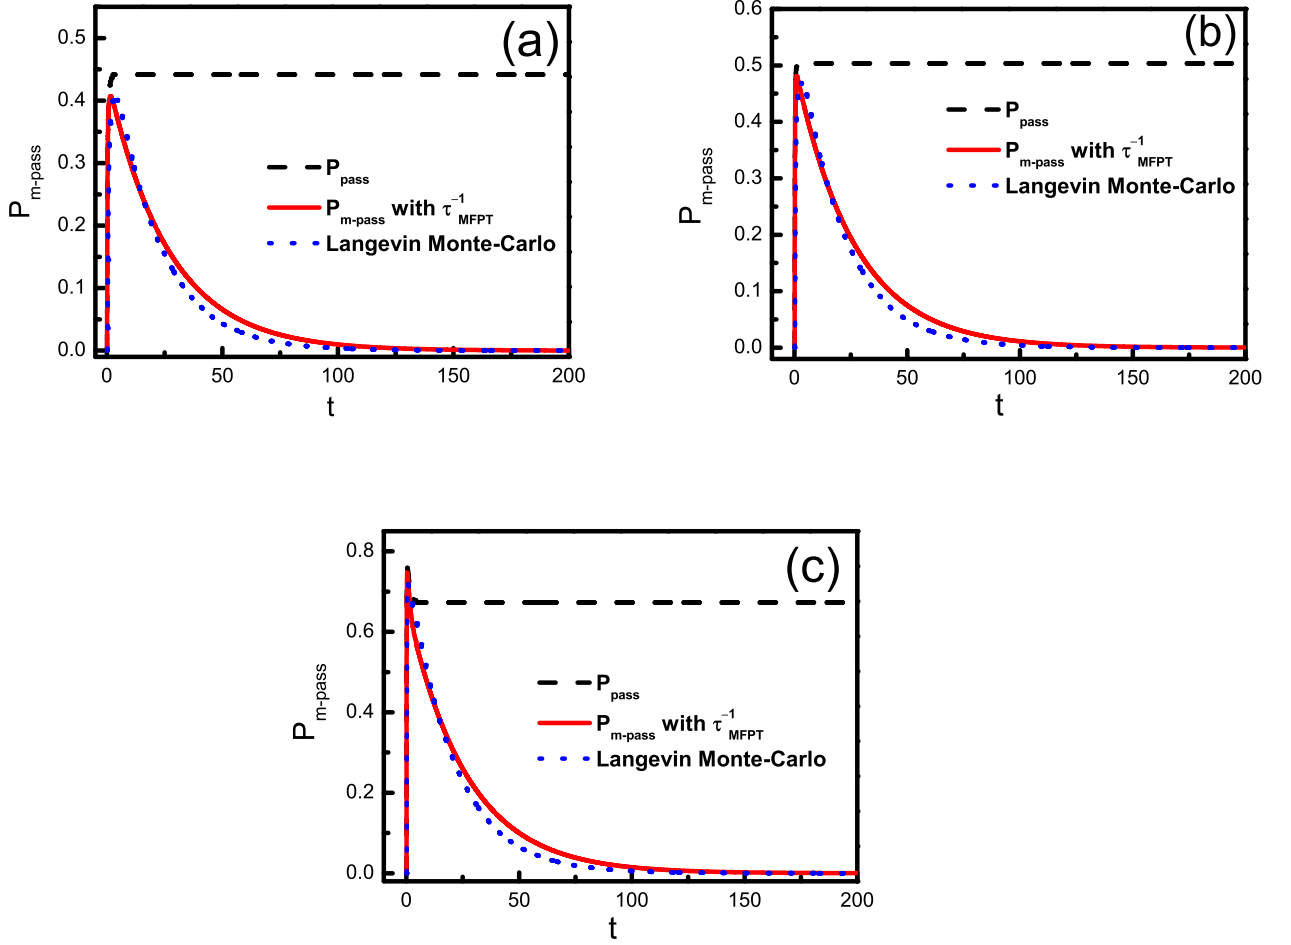 (a)
0.5
0.4
0.3
0.2
0.1
0.0
P_m-pass
P_pass
P_m-pass with τ^−1_MFPT
Langevin Monte-Carlo
0 50 100 150 200
t
(b)
0.6
0.5
0.4
0.3
0.2
0.1
0.0
P_m-pass
P_pass
P_m-pass with τ^−1_MFPT
Langevin Monte-Carlo
0 50 100 150 200
t
(c)
0.8
0.6
0.4
0.2
0.0
P_m-pass
P_pass
P_m-pass with τ^−1_MFPT
Langevin Monte-Carlo
0 50 100 150 200
t